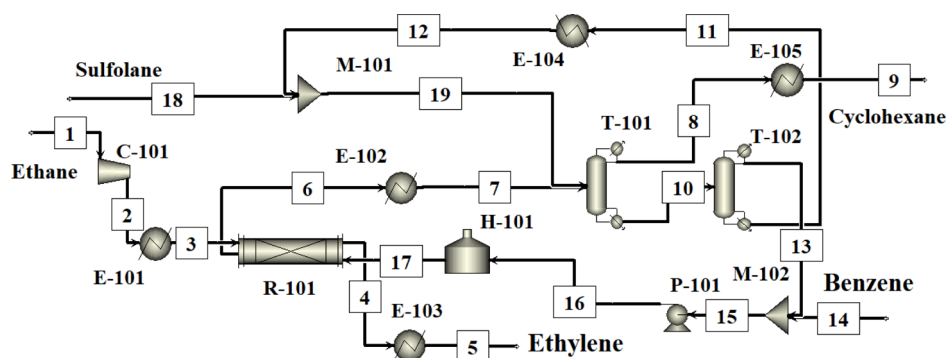 12
11
E-104
E-105
Sulfolane
M-101
18
19
9
8
Cyclohexane
1
T-101
T-102
C-101
Ethane
E-102
6
7
10
2
H-101
3
13
17
E-101
R-101
M-102
4
P-101
Benzene
16
E-103
15
14
5
Ethylene